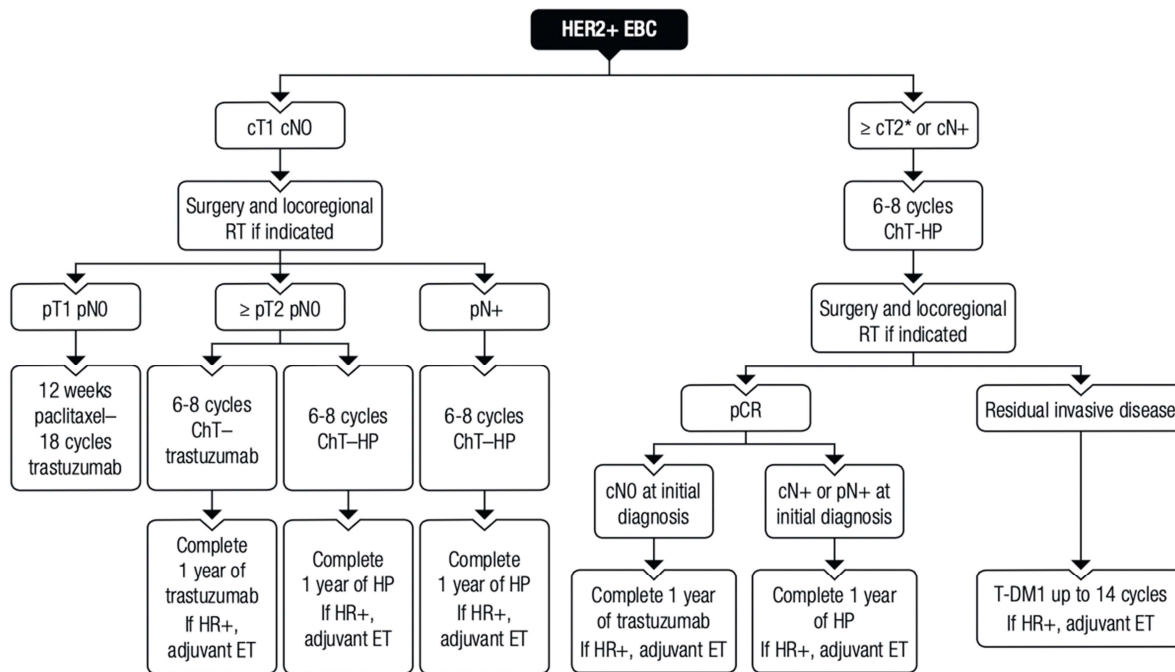 HER2+ EBC
cT1 cN0
≥ cT2* or cN+
Surgery and locoregional
RT if indicated
6-8 cycles
ChT-HP
pT1 pN0
≥ pT2 pN0
pN+
Surgery and locoregional
RT if indicated
12 weeks
paclitaxel–
18 cycles
trastuzumab
6-8 cycles
ChT–
trastuzumab
6-8 cycles
ChT–HP
6-8 cycles
ChT–HP
pCR
Residual invasive disease
cN0 at initial
diagnosis
cN+ or pN+ at
initial diagnosis
Complete
1 year of
trastuzumab
If HR+,
adjuvant ET
Complete
1 year of HP
If HR+,
adjuvant ET
Complete
1 year of HP
If HR+,
adjuvant ET
Complete 1 year
of trastuzumab
If HR+, adjuvant ET
Complete 1 year
of HP
If HR+, adjuvant ET
T-DM1 up to 14 cycles
If HR+, adjuvant ET